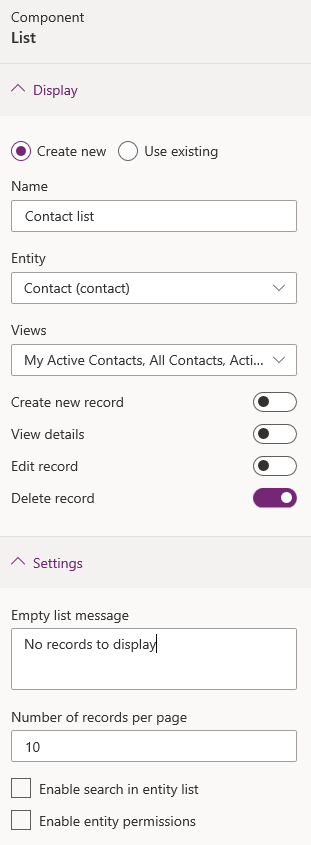 Component
List
Display
Create new
Use existing
Name
Contact list
Entity
Contact (contact)
Views
My Active Contacts, All Contacts, Acti...
Create new record
View details
Edit record
Delete record
Settings
Empty list message
No records to display
Number of records per page
10
Enable search in entity list
Enable entity permissions